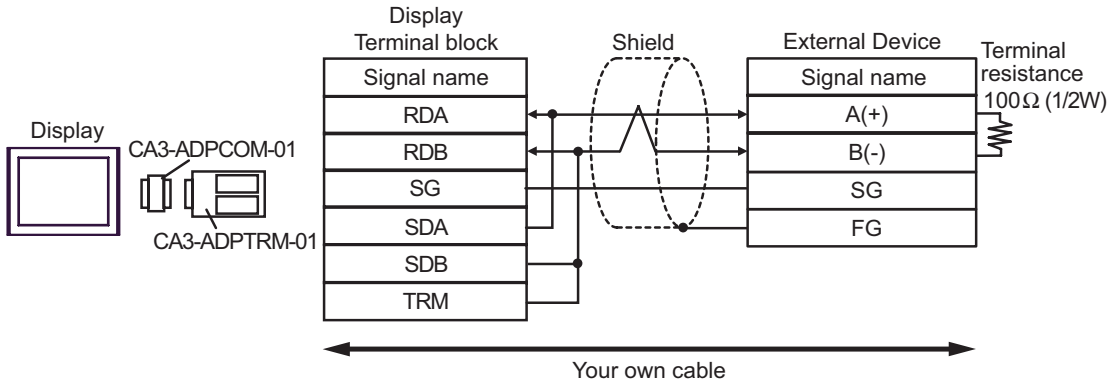 Display
Terminal block
Shield
External Device
Terminal
resistance
100Ω (1/2W)
Signal name
Signal name
RDA
A(+)
Display
CA3-ADPCOM-01
RDB
B(-)
SG
SG
CA3-ADPTRM-01
SDA
FG
SDB
TRM
Your own cable